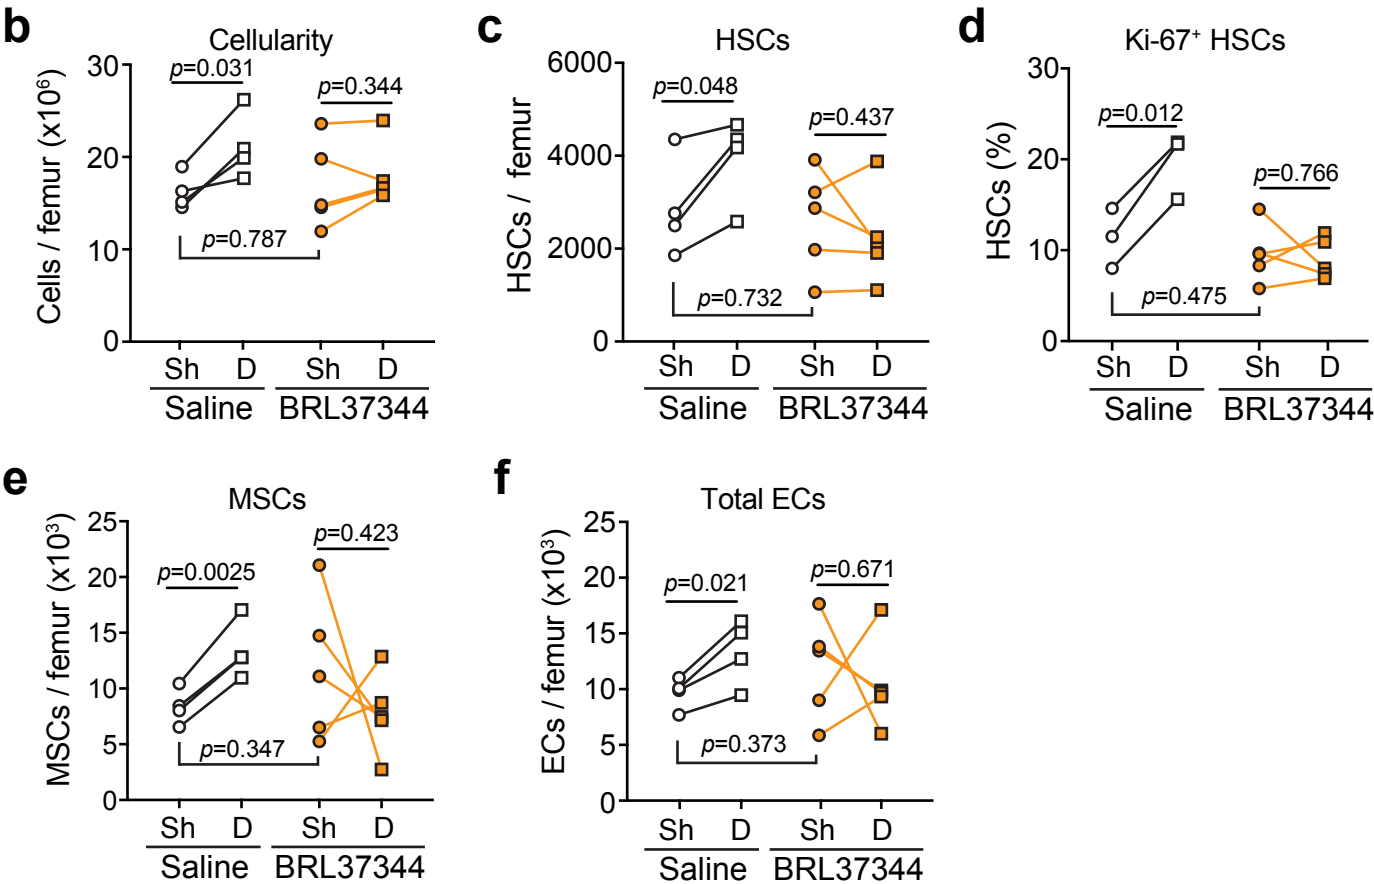 b
Cellularity
Cells / femur (x10⁶)
30
20
10
0
p=0.031
p=0.344
p=0.787
Sh D Sh D
Saline BRL37344
c
HSCs
HSCs / femur
6000
4000
2000
0
p=0.048
p=0.437
p=0.732
Sh D Sh D
Saline BRL37344
d
Ki-67⁺ HSCs
HSCs (%)
30
20
10
0
p=0.012
p=0.766
p=0.475
Sh D Sh D
Saline BRL37344
e
MSCs
MSCs / femur (x10³)
25
20
15
10
5
0
p=0.0025
p=0.423
p=0.347
Sh D Sh D
Saline BRL37344
f
Total ECs
ECs / femur (x10³)
25
20
15
10
5
0
p=0.021
p=0.671
p=0.373
Sh D Sh D
Saline BRL37344